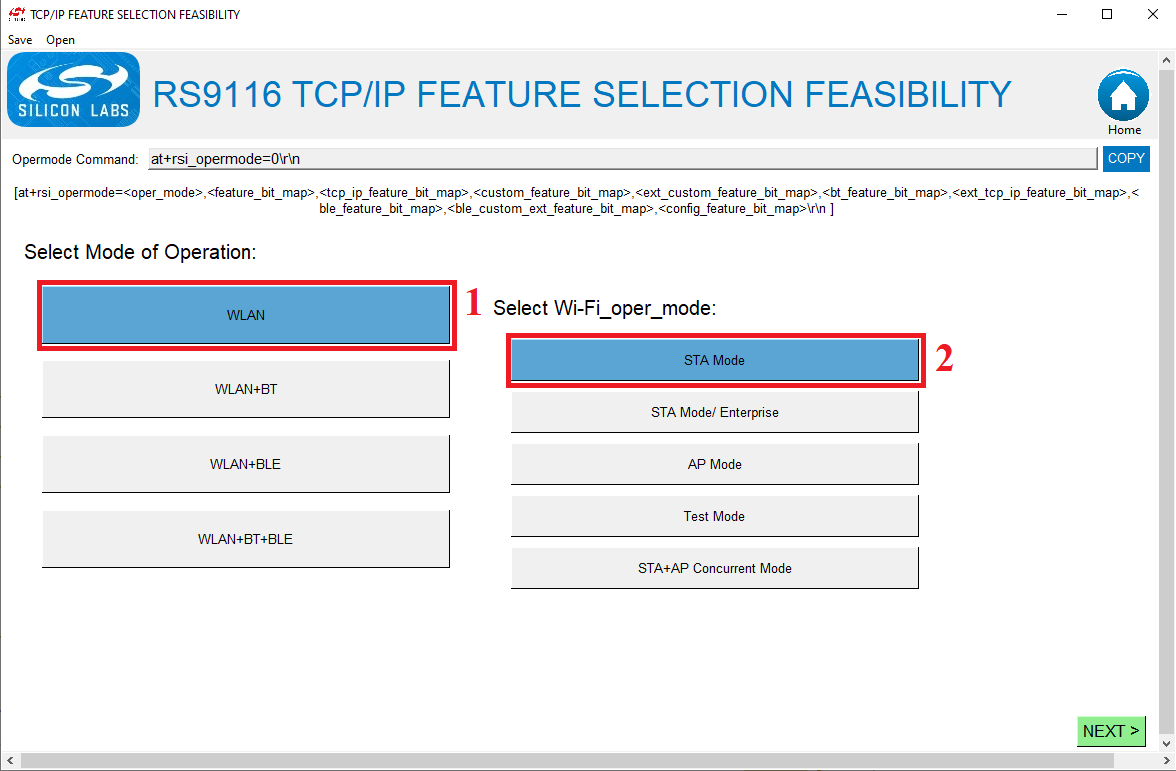 TCP/IP FEATURE SELECTION FEASIBILITY
Save Open
SILICON LABS
RS9116 TCP/IP FEATURE SELECTION FEASIBILITY
Home
Opermode Command: at+rsi_opermode=0\r\n COPY
[at+rsi_opermode=<oper_mode>,<feature_bit_map>,<tcp_ip_feature_bit_map>,<custom_feature_bit_map>,<ext_custom_feature_bit_map>,<bt_feature_bit_map>,<ext_tcp_ip_feature_bit_map>,<
ble_feature_bit_map>,<ble_custom_ext_feature_bit_map>,<config_feature_bit_map>\r\n ]
Select Mode of Operation:
WLAN
1
WLAN+BT
WLAN+BLE
WLAN+BT+BLE
Select Wi-Fi_oper_mode:
STA Mode
2
STA Mode/ Enterprise
AP Mode
Test Mode
STA+AP Concurrent Mode
NEXT >